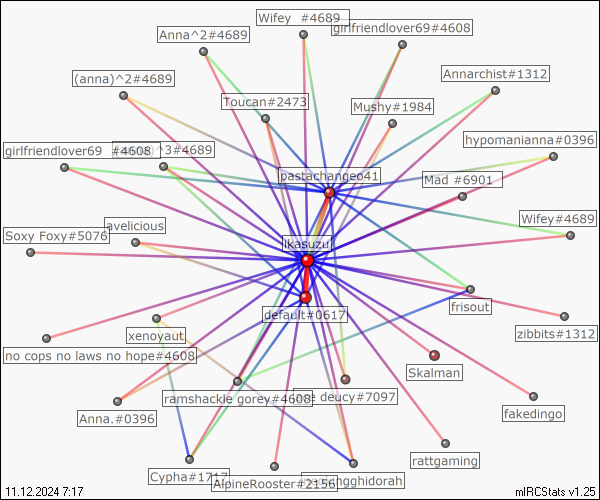 Wifey #4689
girlfriendlover69#4608
Anna^2#4689
(anna)^2#4689
Annarchist#1312
Toucan#2473
Mushy#1984
hypomanianna#0396
girlfriendlover69 #4608
^3#4689
pastachangeo41
Mad #6901
Wifey#4689
avelicious
Soxy Foxy#5076
ikasuzu
frisout
default#0617
zibbits#1312
xenoyaut
no cops no laws no hope#4608
Skalman
ramshackle gorey#4608
deucy#7097
fakedingo
Anna.#0396
rattgaming
Cypha#1717
AlpineRooster#2156
ngghidorah
11.12.2024 7:17
mIRCStats v1.25